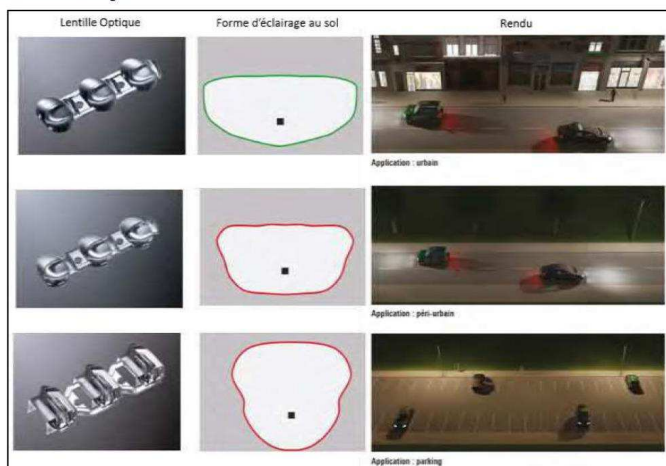 Lentille Optique
Forme d'éclairage au sol
Rendu
Application : urbain
Application : péri-urbain
Application : parking